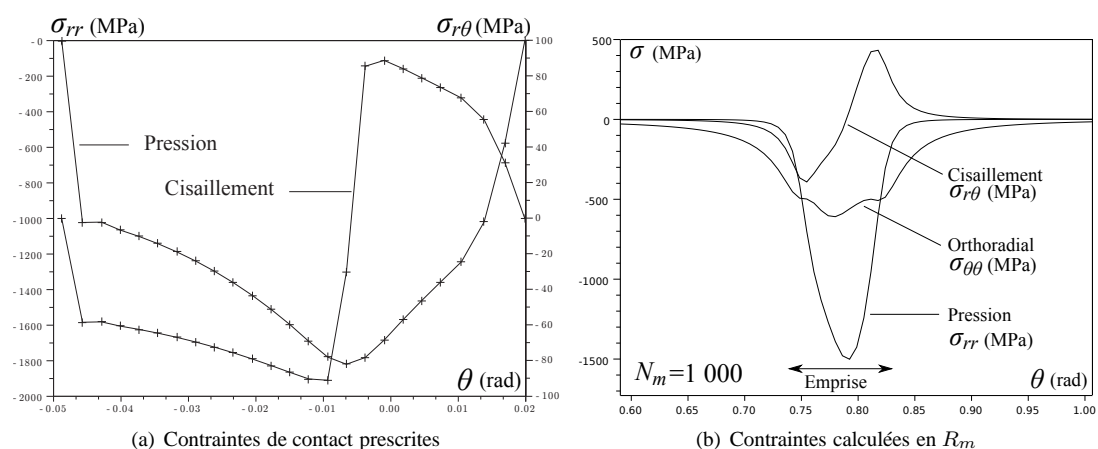 σrr (MPa)
σrθ (MPa)
- 0
- 200
- 400
- 600
- 800
- 1000
- 1200
- 1400
- 1600
- 1800
- 2000
100
80
60
40
20
0
- 20
- 40
- 60
- 80
- 100
Pression
Cisaillement
θ (rad)
- 0.05
- 0.04
- 0.03
- 0.02
- 0.01
0.00
0.01
0.02
(a) Contraintes de contact prescrites
σ (MPa)
500
0
-500
-1000
-1500
Cisaillement
σrθ (MPa)
Orthoradial
σθθ (MPa)
Pression
σrr (MPa)
Nm=1 000
Emprise
θ (rad)
0.60
0.65
0.70
0.75
0.80
0.85
0.90
0.95
1.00
(b) Contraintes calculées en Rm